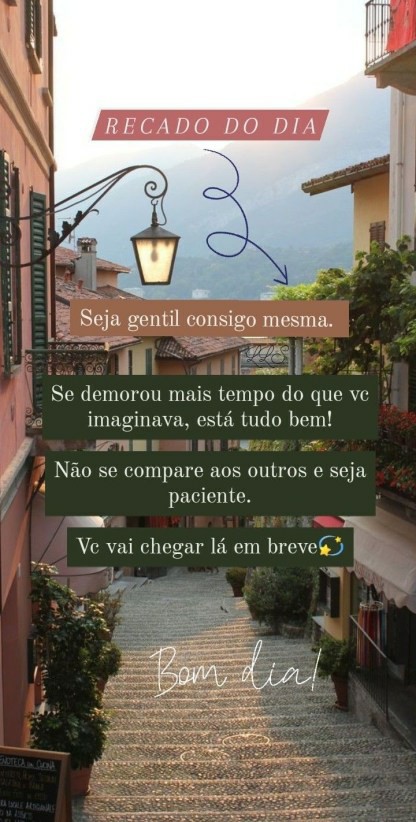 RECADO DO DIA
Seja gentil consigo mesma.
Se demorou mais tempo do que vc
imaginava, está tudo bem!
Não se compare aos outros e seja
paciente.
Vc vai chegar lá em breve💫
Bom dia!